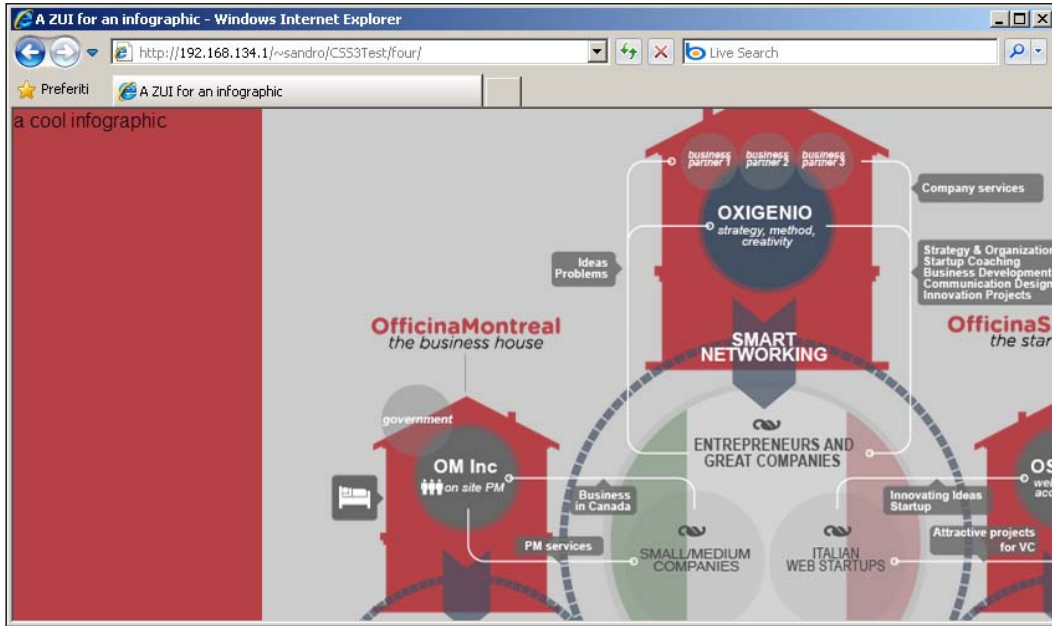 A ZUI for an infographic - Windows Internet Explorer
http://192.168.134.1/~sandro/CSS3Test/four/
Live Search
Preferiti
A ZUI for an infographic
a cool infographic
business partner 1
business partner 2
business partner 3
Company services
OXIGENIO
strategy, method,
creativity
Ideas
Problems
Strategy & Organization
Startup Coaching
Business Development
Communication Design
Innovation Projects
OfficinaMontreal
the business house
OfficinaS
the star
SMART
NETWORKING
government
ENTREPRENEURS AND
GREAT COMPANIES
OM Inc
on site PM
OS
Business
in Canada
Innovating Ideas
Startup
PM services
Attractive projects
for VC
SMALL/MEDIUM
COMPANIES
ITALIAN
WEB STARTUPS